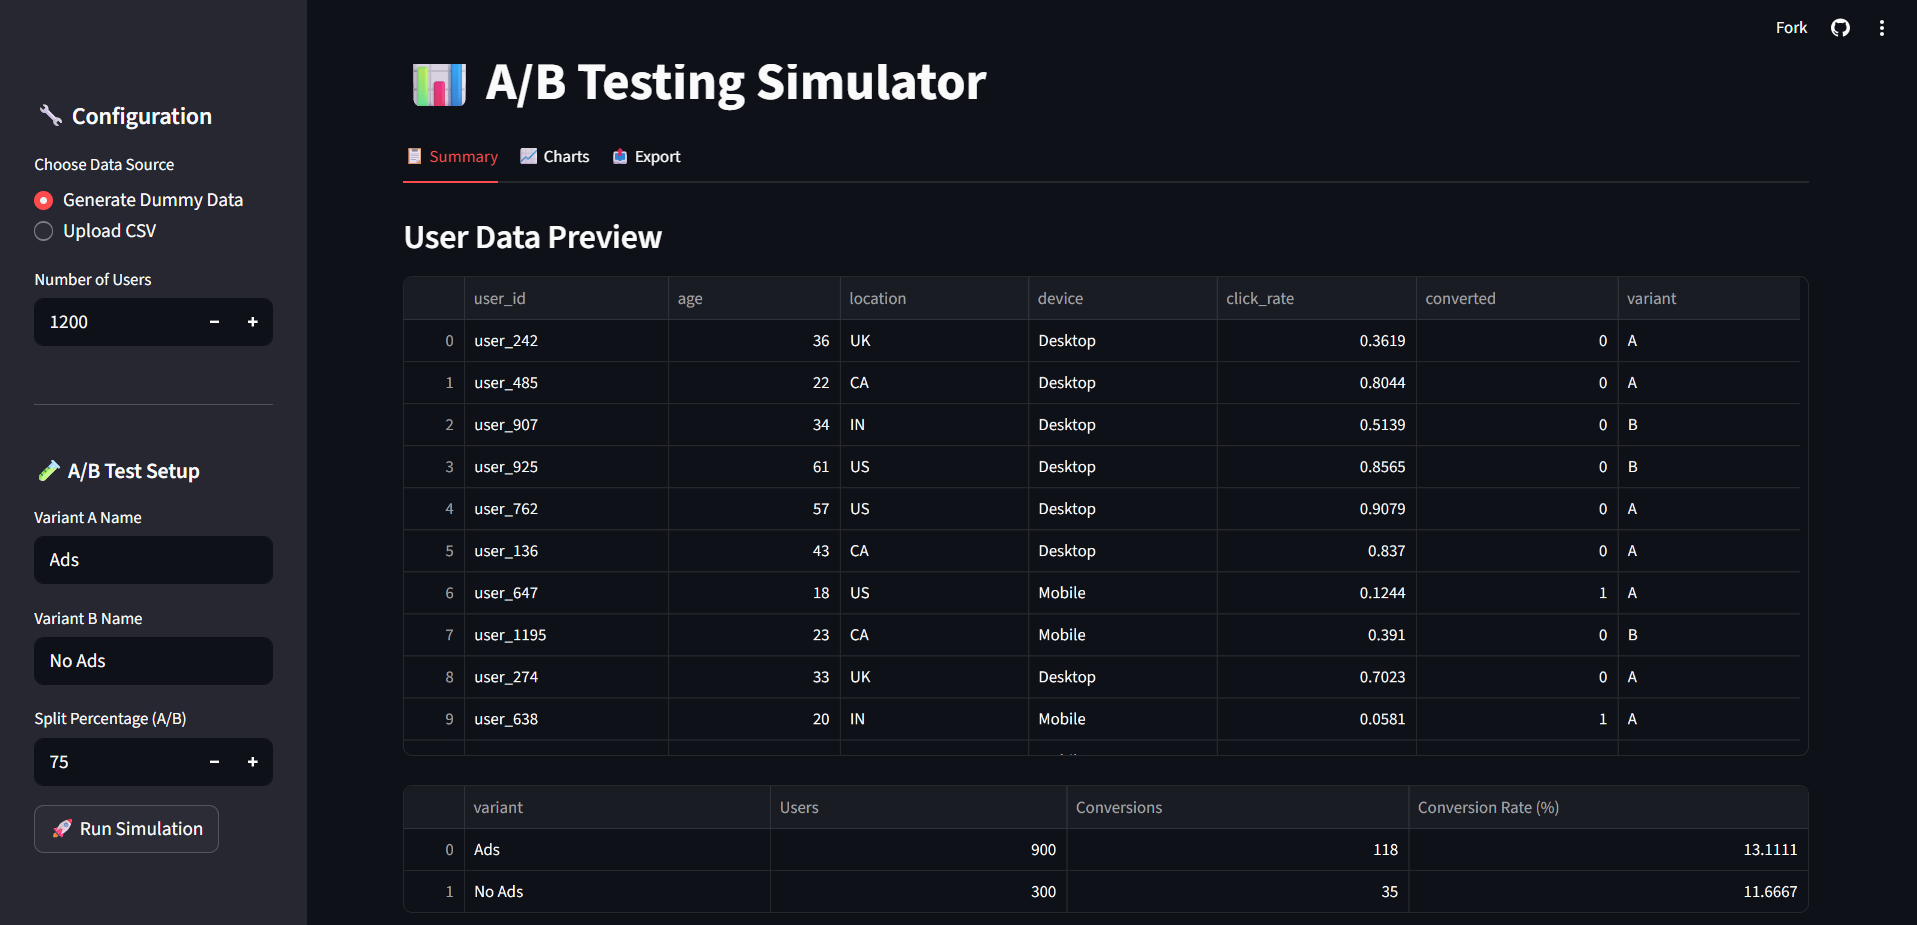 Fork
🔧 Configuration
Choose Data Source
Generate Dummy Data
Upload CSV
Number of Users
1200 − +
🧪 A/B Test Setup
Variant A Name
Ads
Variant B Name
No Ads
Split Percentage (A/B)
75 − +
🚀 Run Simulation
📊 A/B Testing Simulator
📋 Summary 📈 Charts 📤 Export
User Data Preview
user_id age location device click_rate converted variant
0 user_242 36 UK Desktop 0.3619 0 A
1 user_485 22 CA Desktop 0.8044 0 A
2 user_907 34 IN Desktop 0.5139 0 B
3 user_925 61 US Desktop 0.8565 0 B
4 user_762 57 US Desktop 0.9079 0 A
5 user_136 43 CA Desktop 0.837 0 A
6 user_647 18 US Mobile 0.1244 1 A
7 user_1195 23 CA Mobile 0.391 0 B
8 user_274 33 UK Desktop 0.7023 0 A
9 user_638 20 IN Mobile 0.0581 1 A
variant Users Conversions Conversion Rate (%)
0 Ads 900 118 13.1111
1 No Ads 300 35 11.6667